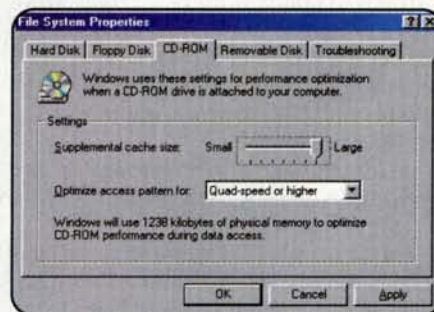 File System Properties
Hard Disk Floppy Disk CD-ROM Removable Disk Troubleshooting
Windows uses these settings for performance optimization
when a CD-ROM drive is attached to your computer.
Settings
Supplemental cache size: Small Large
Optimize access pattern for: Quad-speed or higher
Windows will use 1238 kilobytes of physical memory to optimize
CD-ROM performance during data access.
OK Cancel Apply